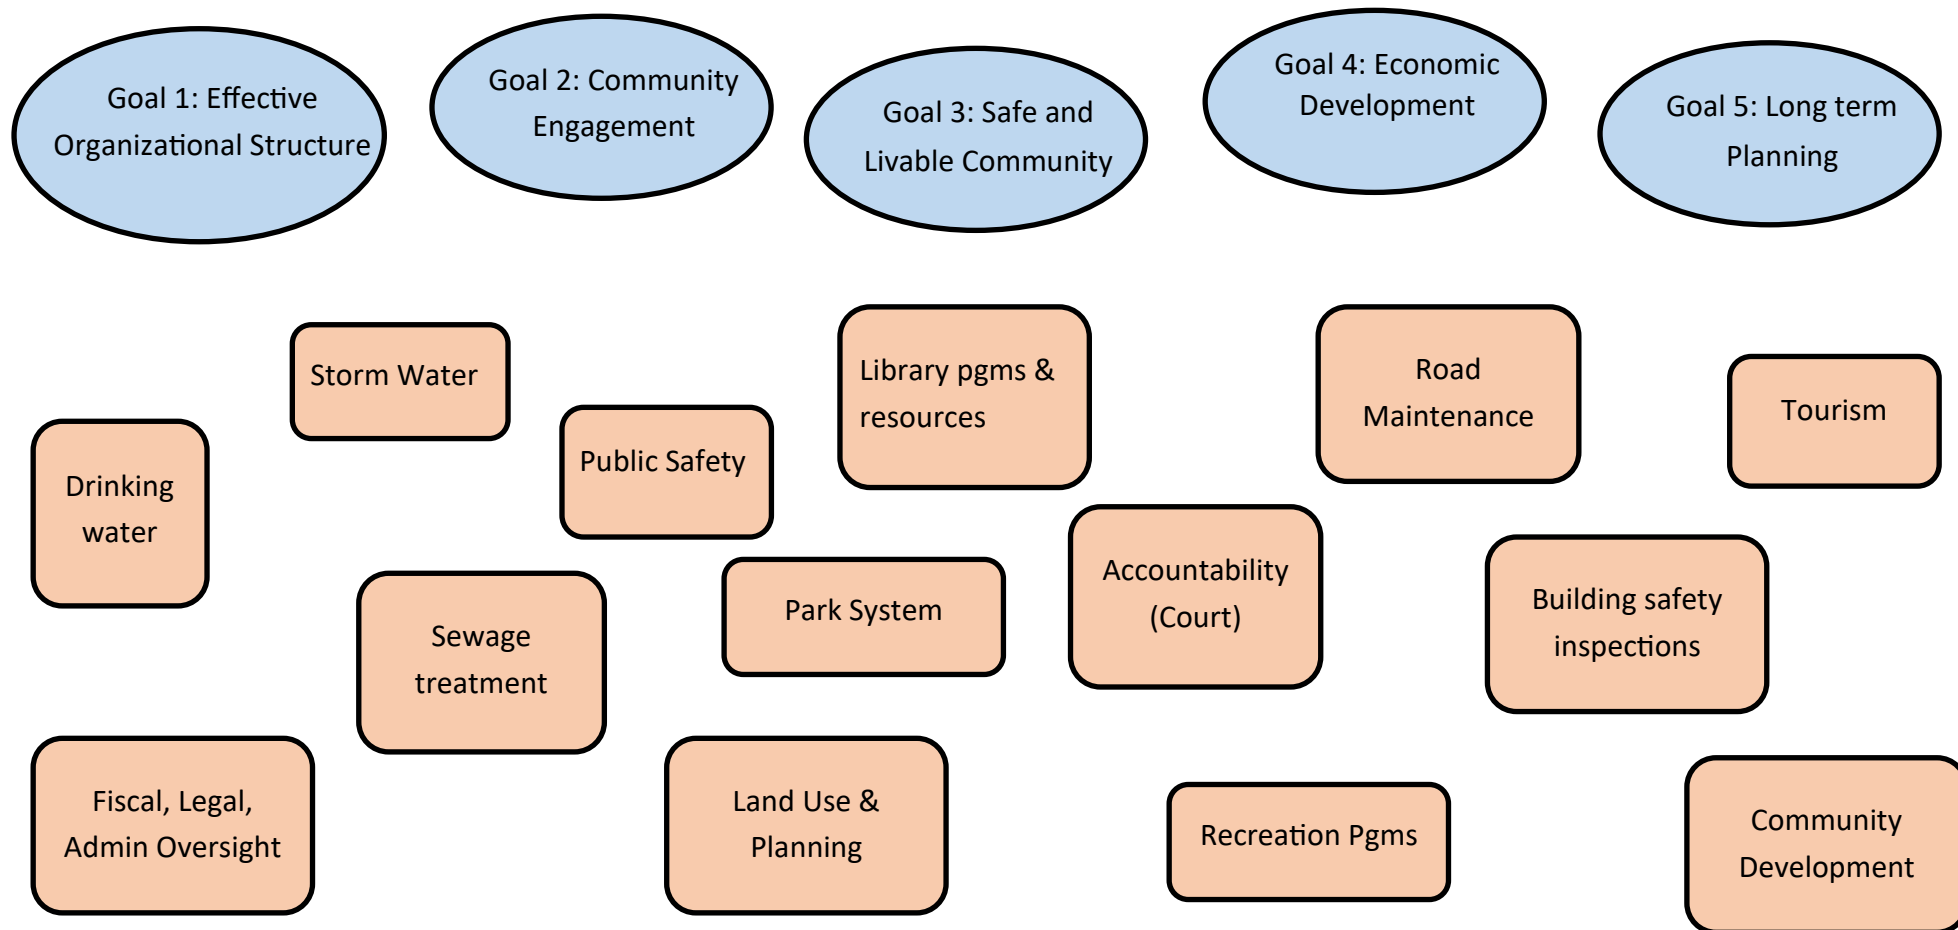 Goal 1: Effective
Organizational Structure
Goal 2: Community
Engagement
Goal 3: Safe and
Livable Community
Goal 4: Economic
Development
Goal 5: Long term
Planning
Storm Water
Library pgms &
resources
Road
Maintenance
Tourism
Drinking
water
Public Safety
Accountability
(Court)
Building safety
inspections
Sewage
treatment
Park System
Fiscal, Legal,
Admin Oversight
Land Use &
Planning
Recreation Pgms
Community
Development